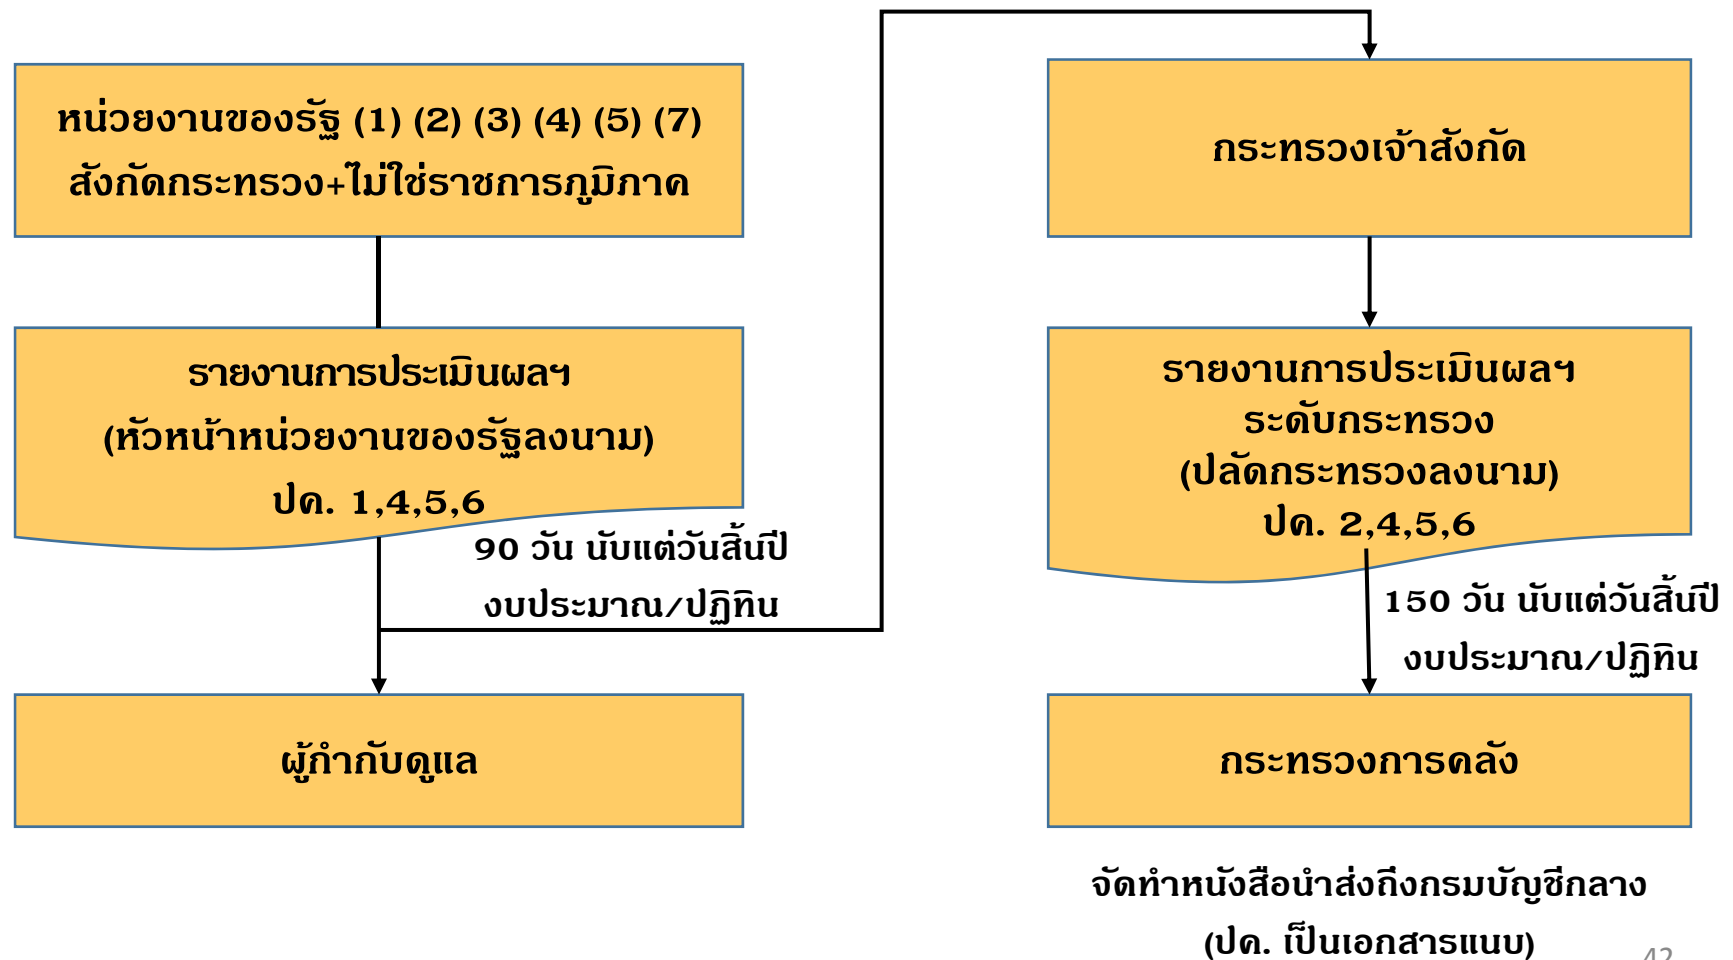 หน่วยงานของรัฐ (1) (2) (3) (4) (5) (7)
สังกัดกระทรวง+ไม่ใช่ราชการภูมิภาค
รายงานการประเมินผลฯ
(หัวหน้าหน่วยงานของรัฐลงนาม)
ปค. 1,4,5,6
90 วัน นับแต่วันสิ้นปี
งบประมาณ/ปฏิทิน
ผู้กำกับดูแล
กระทรวงเจ้าสังกัด
รายงานการประเมินผลฯ
ระดับกระทรวง
(ปลัดกระทรวงลงนาม)
ปค. 2,4,5,6
150 วัน นับแต่วันสิ้นปี
งบประมาณ/ปฏิทิน
กระทรวงการคลัง
จัดทำหนังสือนำส่งถึงกรมบัญชีกลาง
(ปค. เป็นเอกสารแนบ)
42